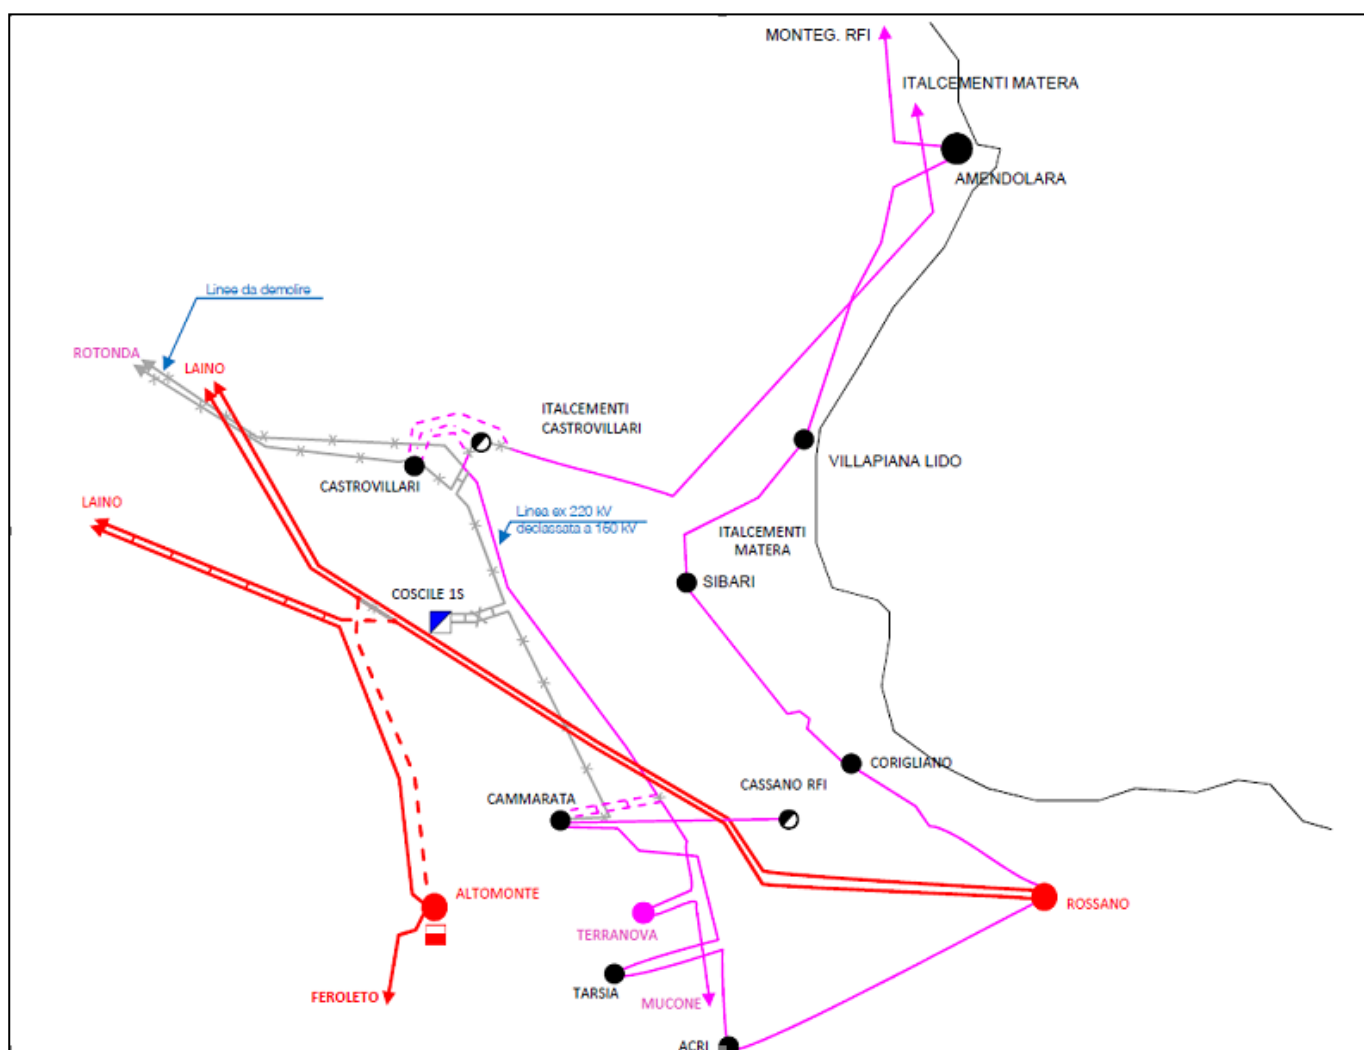 MONTEG. RFI
ITALCEMENTI MATERA
AMENDOLARA
Linee da demolire
ROTONDA
LAINO
ITALCEMENTI
CASTROVILLARI
VILLAPIANA LIDO
CASTROVILLARI
LAINO
Linea ex 220 kV
declassata a 150 kV
ITALCEMENTI
MATERA
SIBARI
COSCILE 1S
CORIGLIANO
CASSANO RFI
CAMMARATA
ALTOMONTE
ROSSANO
TERRANOVA
FEROLETO
TARSIA
MUCONE
ACRI